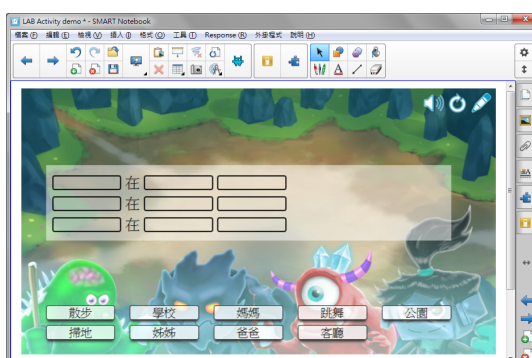 LAB Activity demo * - SMART Notebook
檔案(F) 編輯(E) 檢視(V) 插入(I) 格式(O) 工具(T) Response(R) 外掛程式 說明(H)
在
在
在
散步 學校 媽媽 跳舞 公園
掃地 姊姊 爸爸 客廳